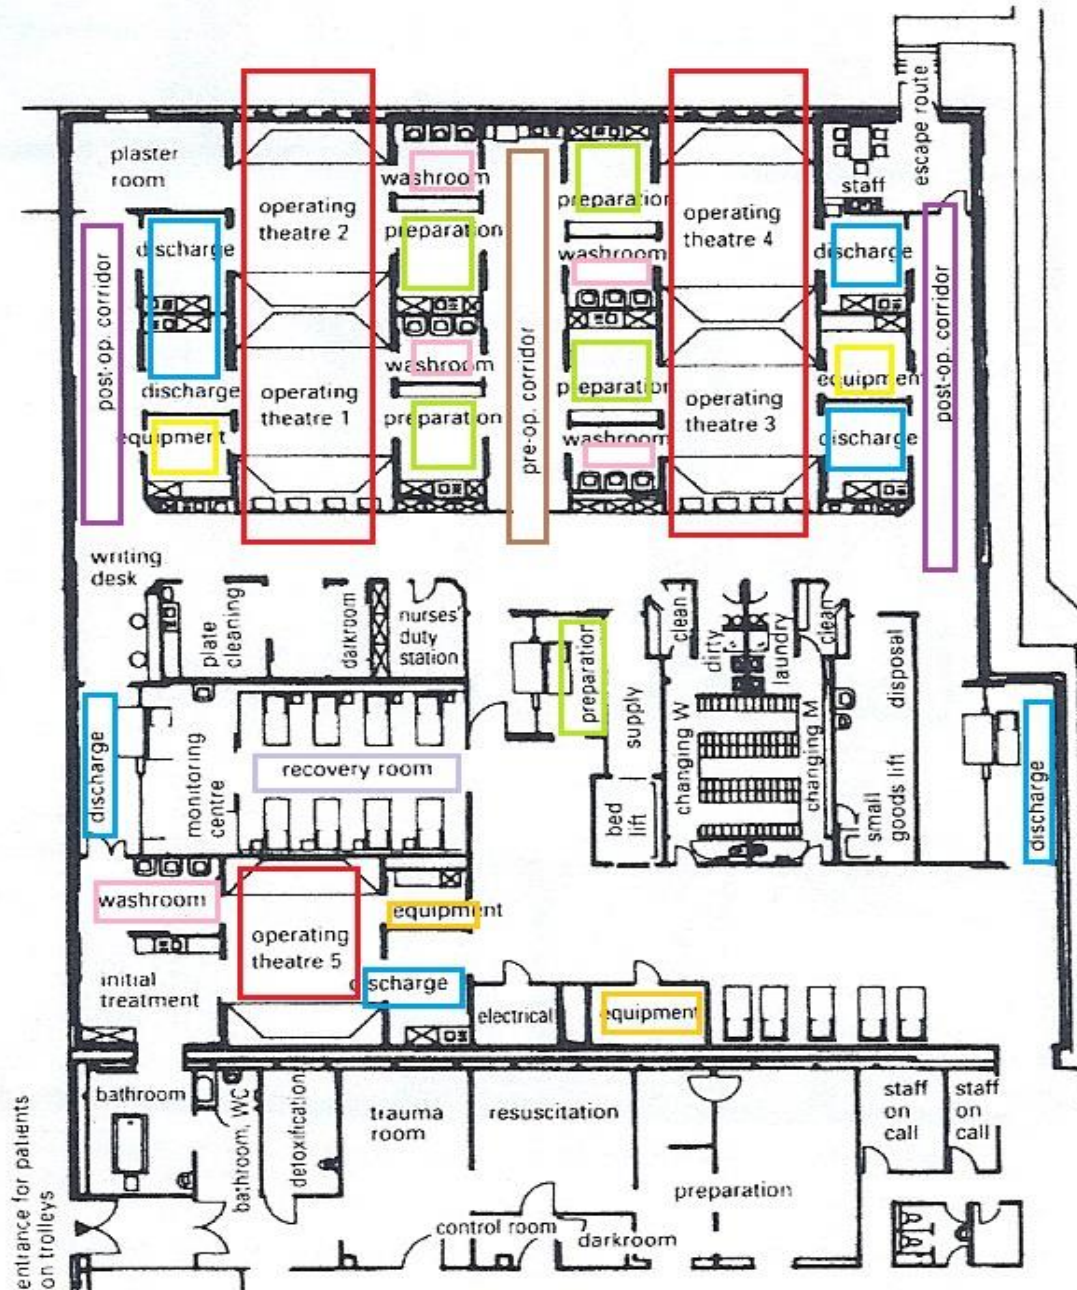 escape route
plaster
room
washroom
preparation
staff
operating
theatre 2
operating
theatre 4
discharge
preparation
washroom
discharge
post-op. corridor
pre-op. corridor
post-op. corridor
washroom
preparation
equipment
discharge
operating
theatre 1
operating
theatre 3
equipment
preparation
washroom
discharge
writing
desk
plate
cleaning
darkroom
nurses'
duty
station
preparation
supply
clean
dirty
laundry
clean
disposal
changing W
changing M
discharge
monitoring
centre
recovery room
bed
lift
small
goods lift
discharge
washroom
equipment
operating
theatre 5
discharge
initial
treatment
electrical
equipment
bathroom
bathroom, WC
detoxification
trauma
room
resuscitation
staff
on
call
staff
on
call
preparation
control room
darkroom
entrance for patients
on trolleys